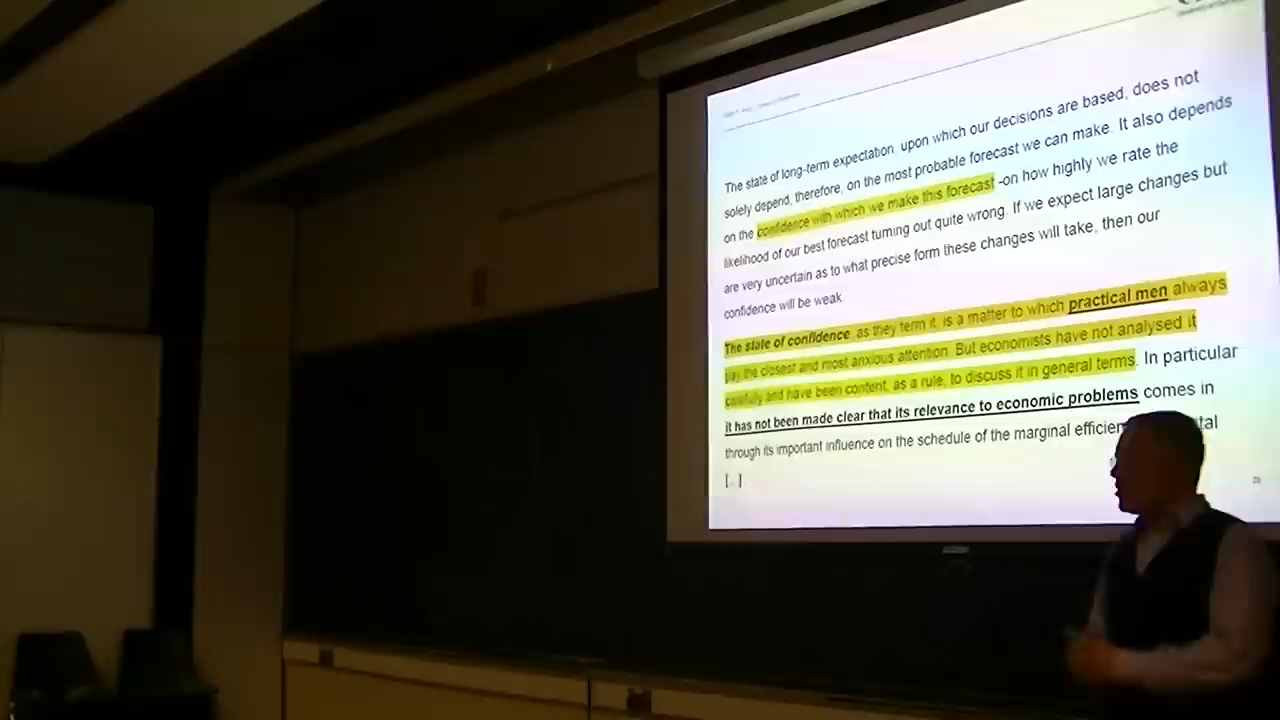 The state of long-term expectation, upon which our decisions are based, does not
solely depend, therefore, on the most probable forecast we can make. It also depends
on the confidence with which we make this forecast -on how highly we rate the
likelihood of our best forecast turning out quite wrong. If we expect large changes but
are very uncertain as to what precise form these changes will take, then our
confidence will be weak.
The state of confidence, as they term it, is a matter to which practical men always
pay the closest and most anxious attention. But economists have not analysed it
carefully and have been content, as a rule, to discuss it in general terms. In particular
it has not been made clear that its relevance to economic problems comes in
through its important influence on the schedule of the marginal
[...]